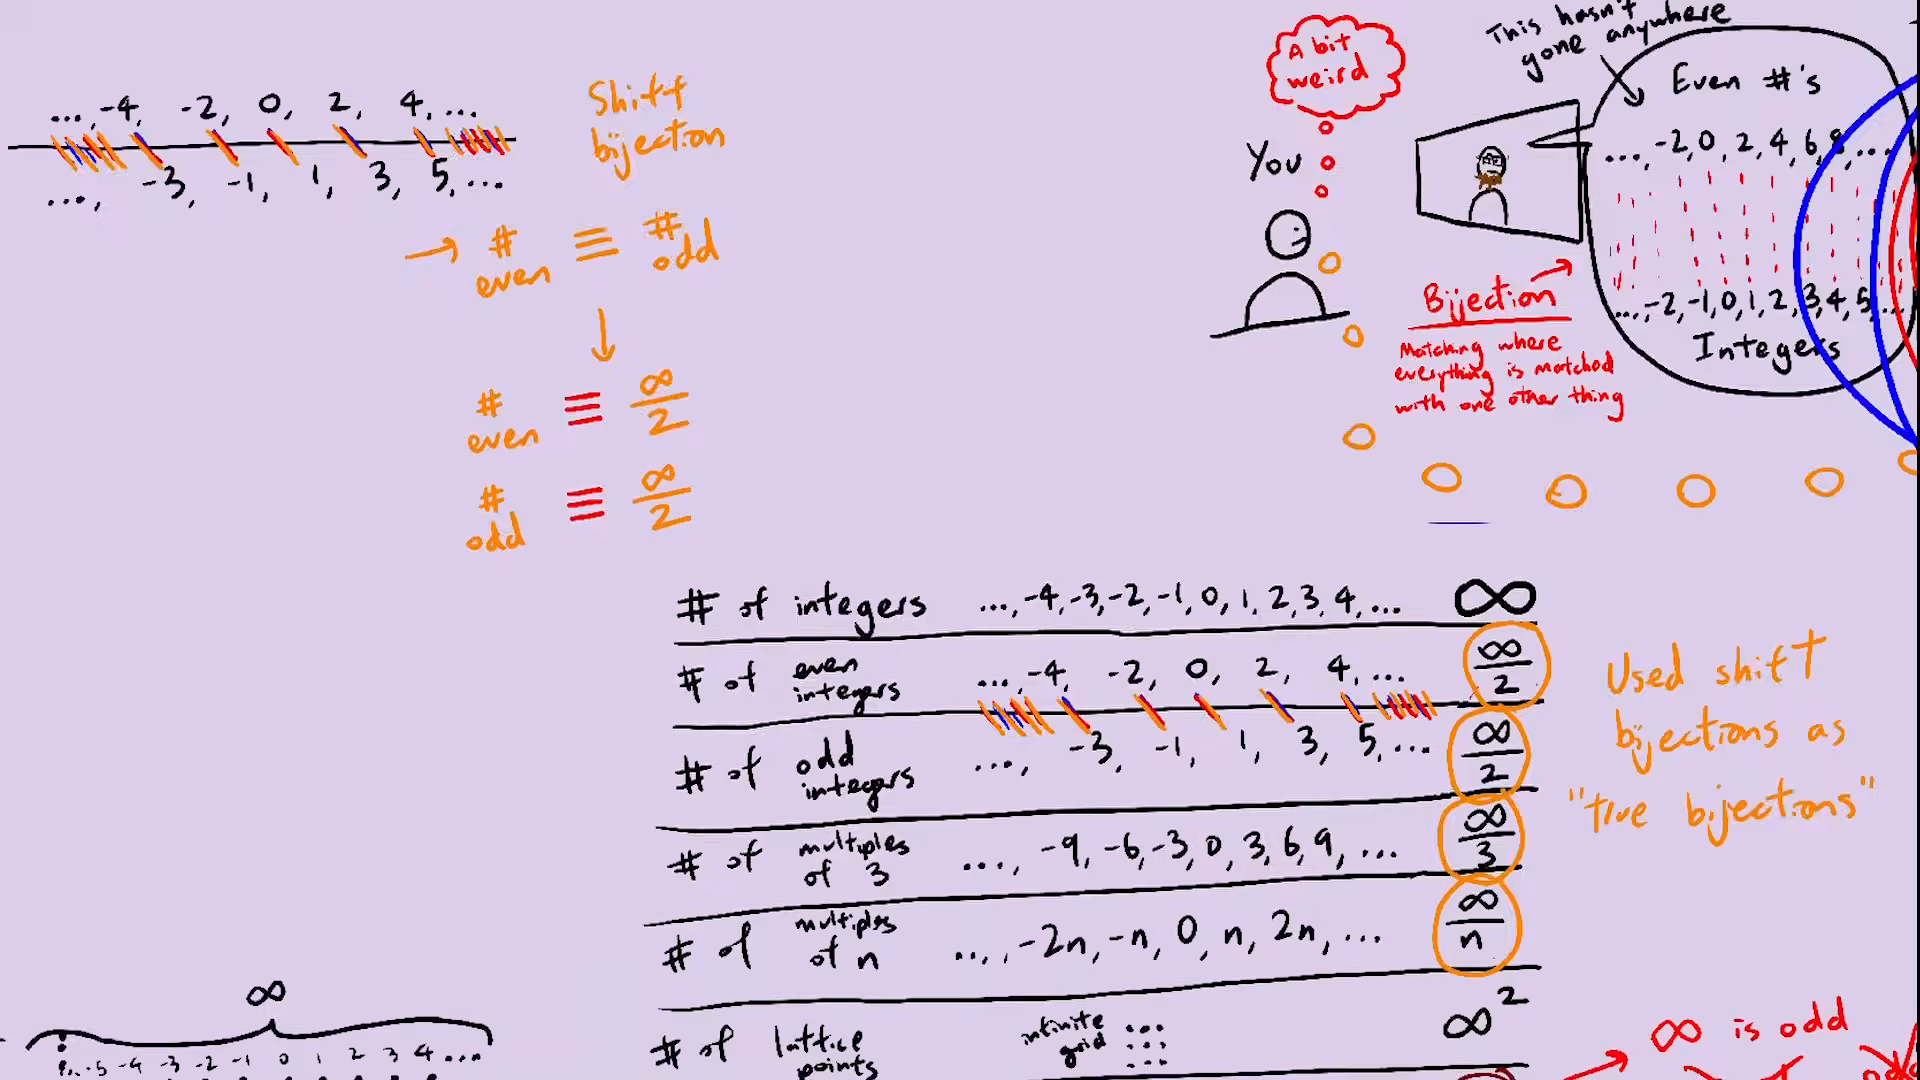 ..., -4, -2, 0, 2, 4, ...
..., -3, -1, 1, 3, 5, ...
Shift
bijection
→ # even ≡ # odd
# even ≡ ∞/2
# odd ≡ ∞/2
A bit
weird
You
This hasn't
gone anywhere
Even #'s
..., -2, 0, 2, 4, 6, 8, ...
..., -2, -1, 0, 1, 2, 3, 4, 5, ...
Integers
Bijection
Matching where
everything is matched
with one other thing
# of integers ..., -4, -3, -2, -1, 0, 1, 2, 3, 4, ... ∞
# of even integers ..., -4, -2, 0, 2, 4, ... ∞/2
# of odd integers ..., -3, -1, 1, 3, 5, ... ∞/2
# of multiples of 3 ..., -9, -6, -3, 0, 3, 6, 9, ... ∞/3
# of multiples of n ..., -2n, -n, 0, n, 2n, ... ∞/n
# of lattice points infinite grid ∞²
Used shift
bijections as
"true bijections"
∞
-5 -4 -3 -2 -1 0 1 2 3 4 ...
∞ is odd